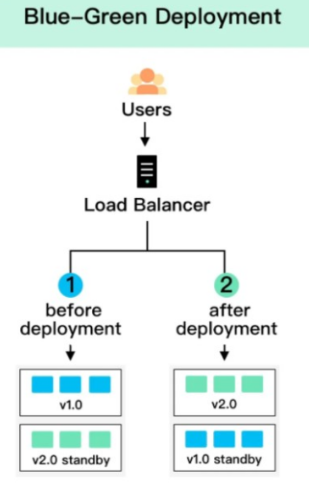 Blue-Green Deployment
Users
Load Balancer
1
before
deployment
2
after
deployment
v1.0
v2.0 standby
v2.0
v1.0 standby